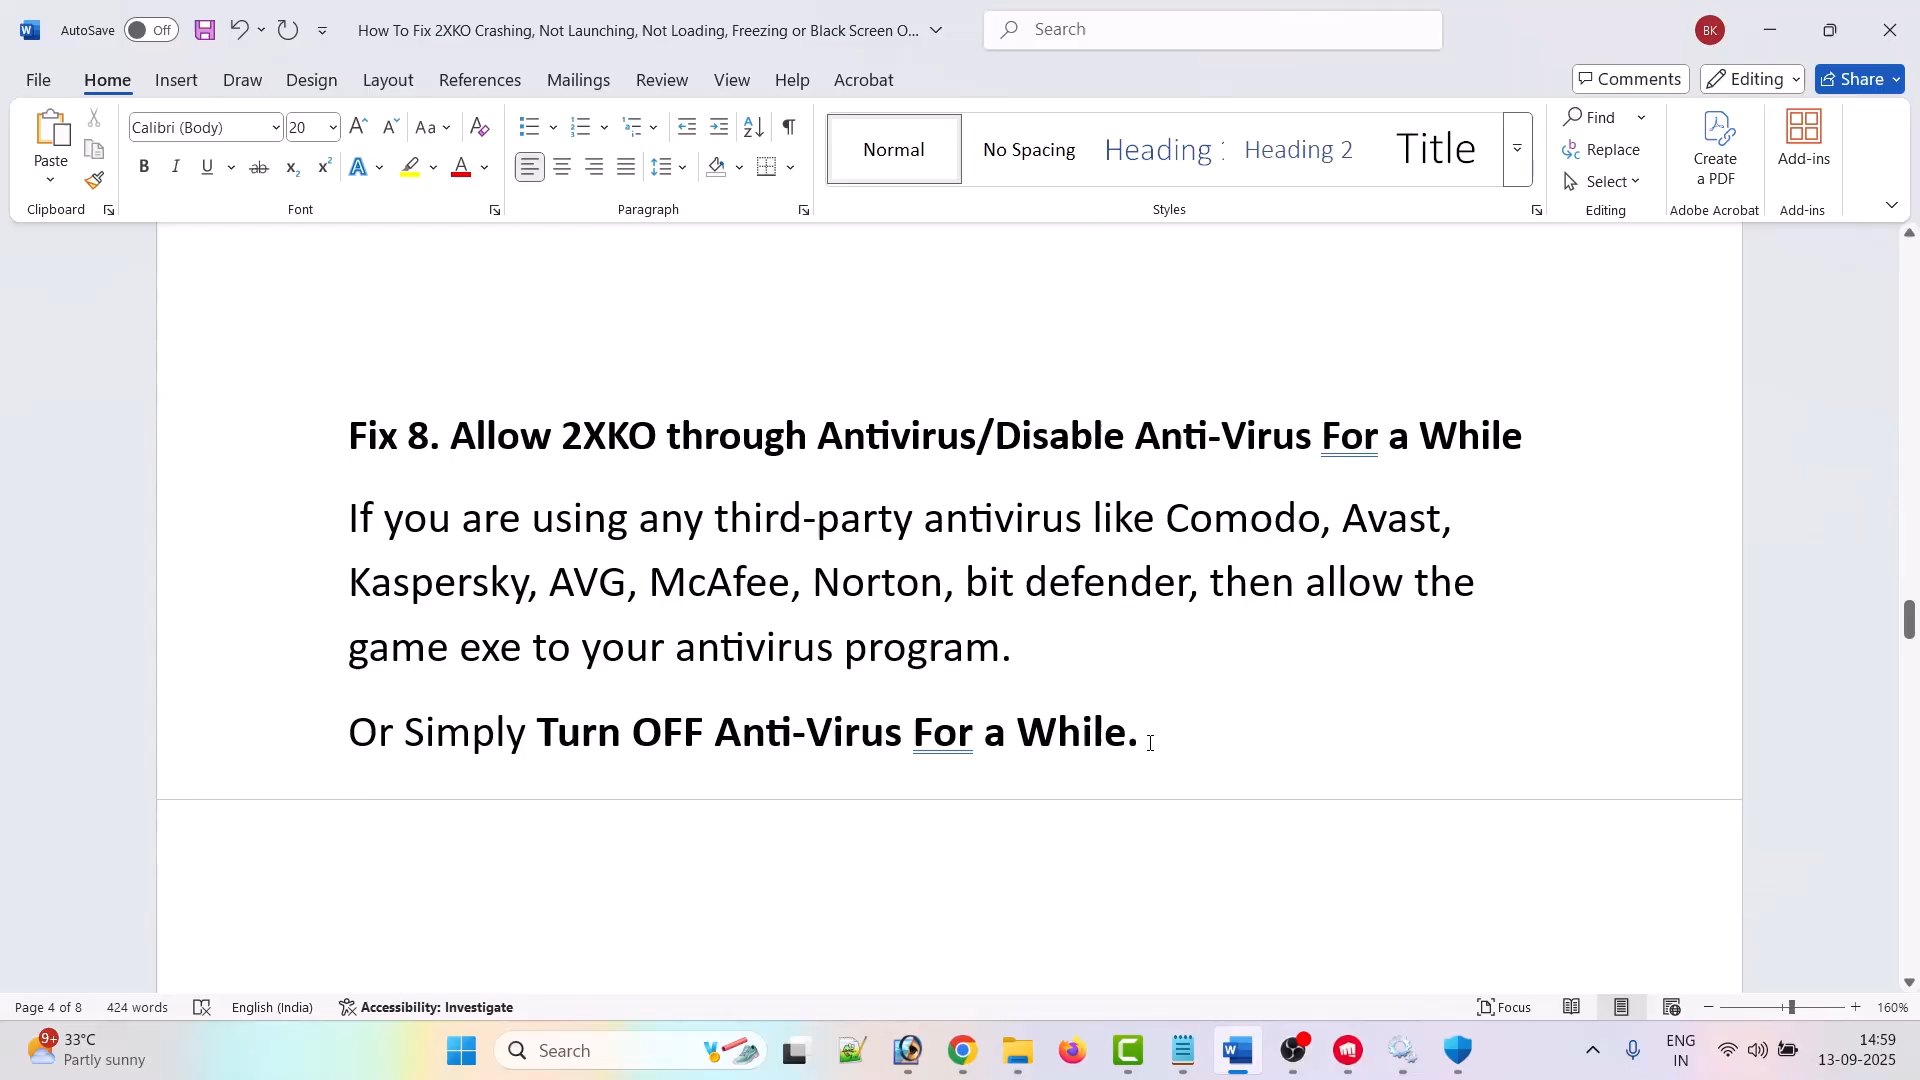 AutoSave Off How To Fix 2XKO Crashing, Not Launching, Not Loading, Freezing or Black Screen O... Search BK
File Home Insert Draw Design Layout References Mailings Review View Help Acrobat Comments Editing Share
Paste
Clipboard
Calibri (Body) 20
Font
Paragraph
Normal No Spacing Heading 1 Heading 2 Title
Styles
Find
Replace
Select
Editing
Create
a PDF
Adobe Acrobat
Add-ins
Add-ins
Fix 8. Allow 2XKO through Antivirus/Disable Anti-Virus For a While
If you are using any third-party antivirus like Comodo, Avast,
Kaspersky, AVG, McAfee, Norton, bit defender, then allow the
game exe to your antivirus program.
Or Simply Turn OFF Anti-Virus For a While.
Page 4 of 8 424 words English (India) Accessibility: Investigate Focus 160%
9+ 33°C
Partly sunny
Search
ENG
IN
14:59
13-09-2025